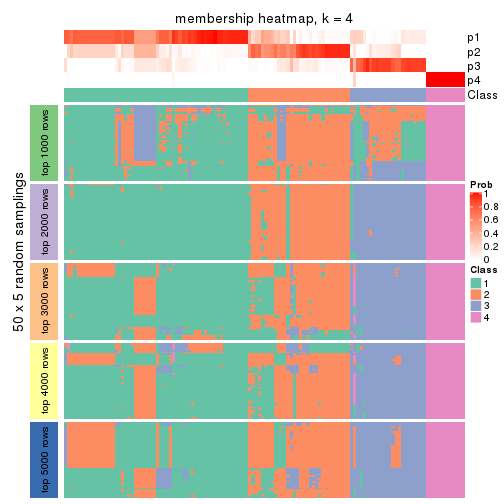 membership heatmap, k = 4
p1
p2
p3
p4
Class
50 x 5 random samplings
top 1000 rows
top 2000 rows
top 3000 rows
top 4000 rows
top 5000 rows
Prob
1
0.8
0.6
0.4
0.2
0
Class
1
2
3
4